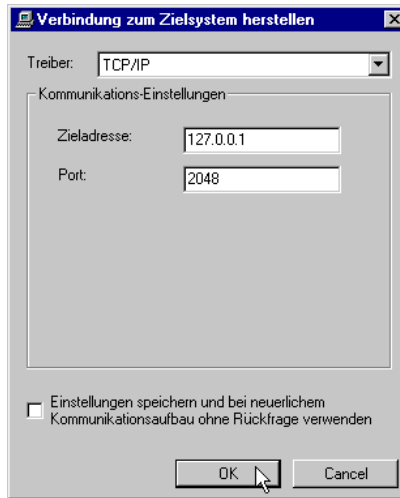 Verbindung zum Zielsystem herstellen
Treiber: TCP/IP
Kommunikations-Einstellungen
Zieladresse: 127.0.0.1
Port: 2048
Einstellungen speichern und bei neuerlichem
Kommunikationsaufbau ohne Rückfrage verwenden
OK Cancel